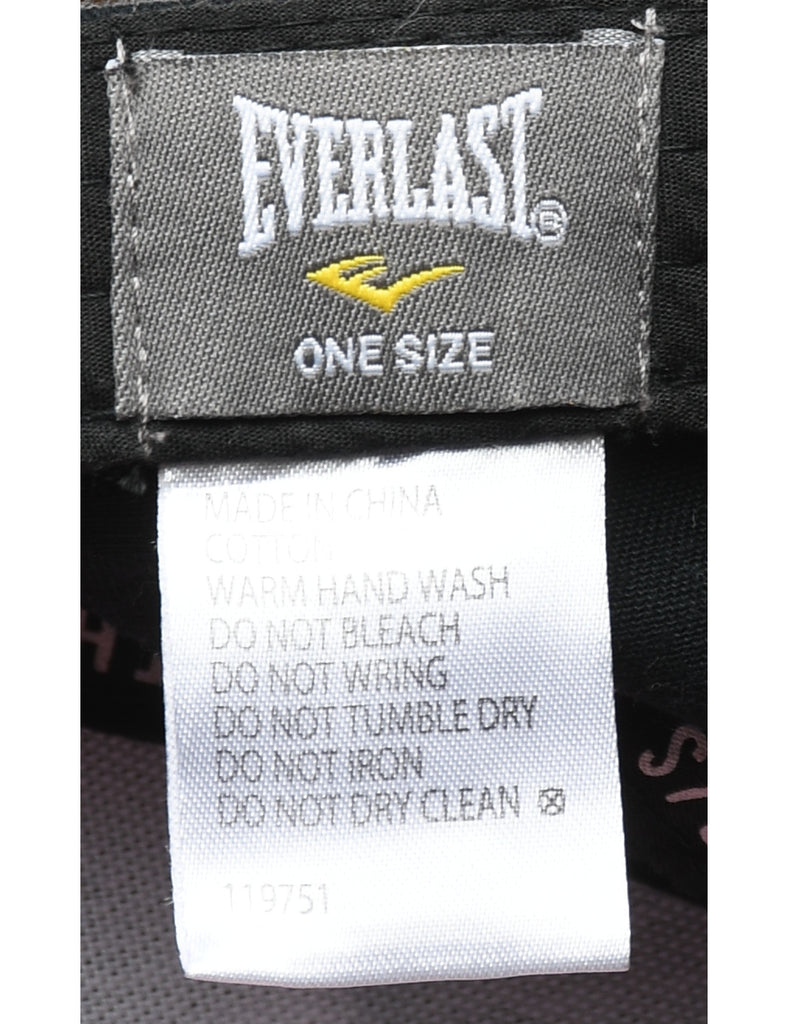 EVERLAST®
ONE SIZE
MADE IN CHINA
COTTON
WARM HAND WASH
DO NOT BLEACH
DO NOT WRING
DO NOT TUMBLE DRY
DO NOT IRON
DO NOT DRY CLEAN
119751